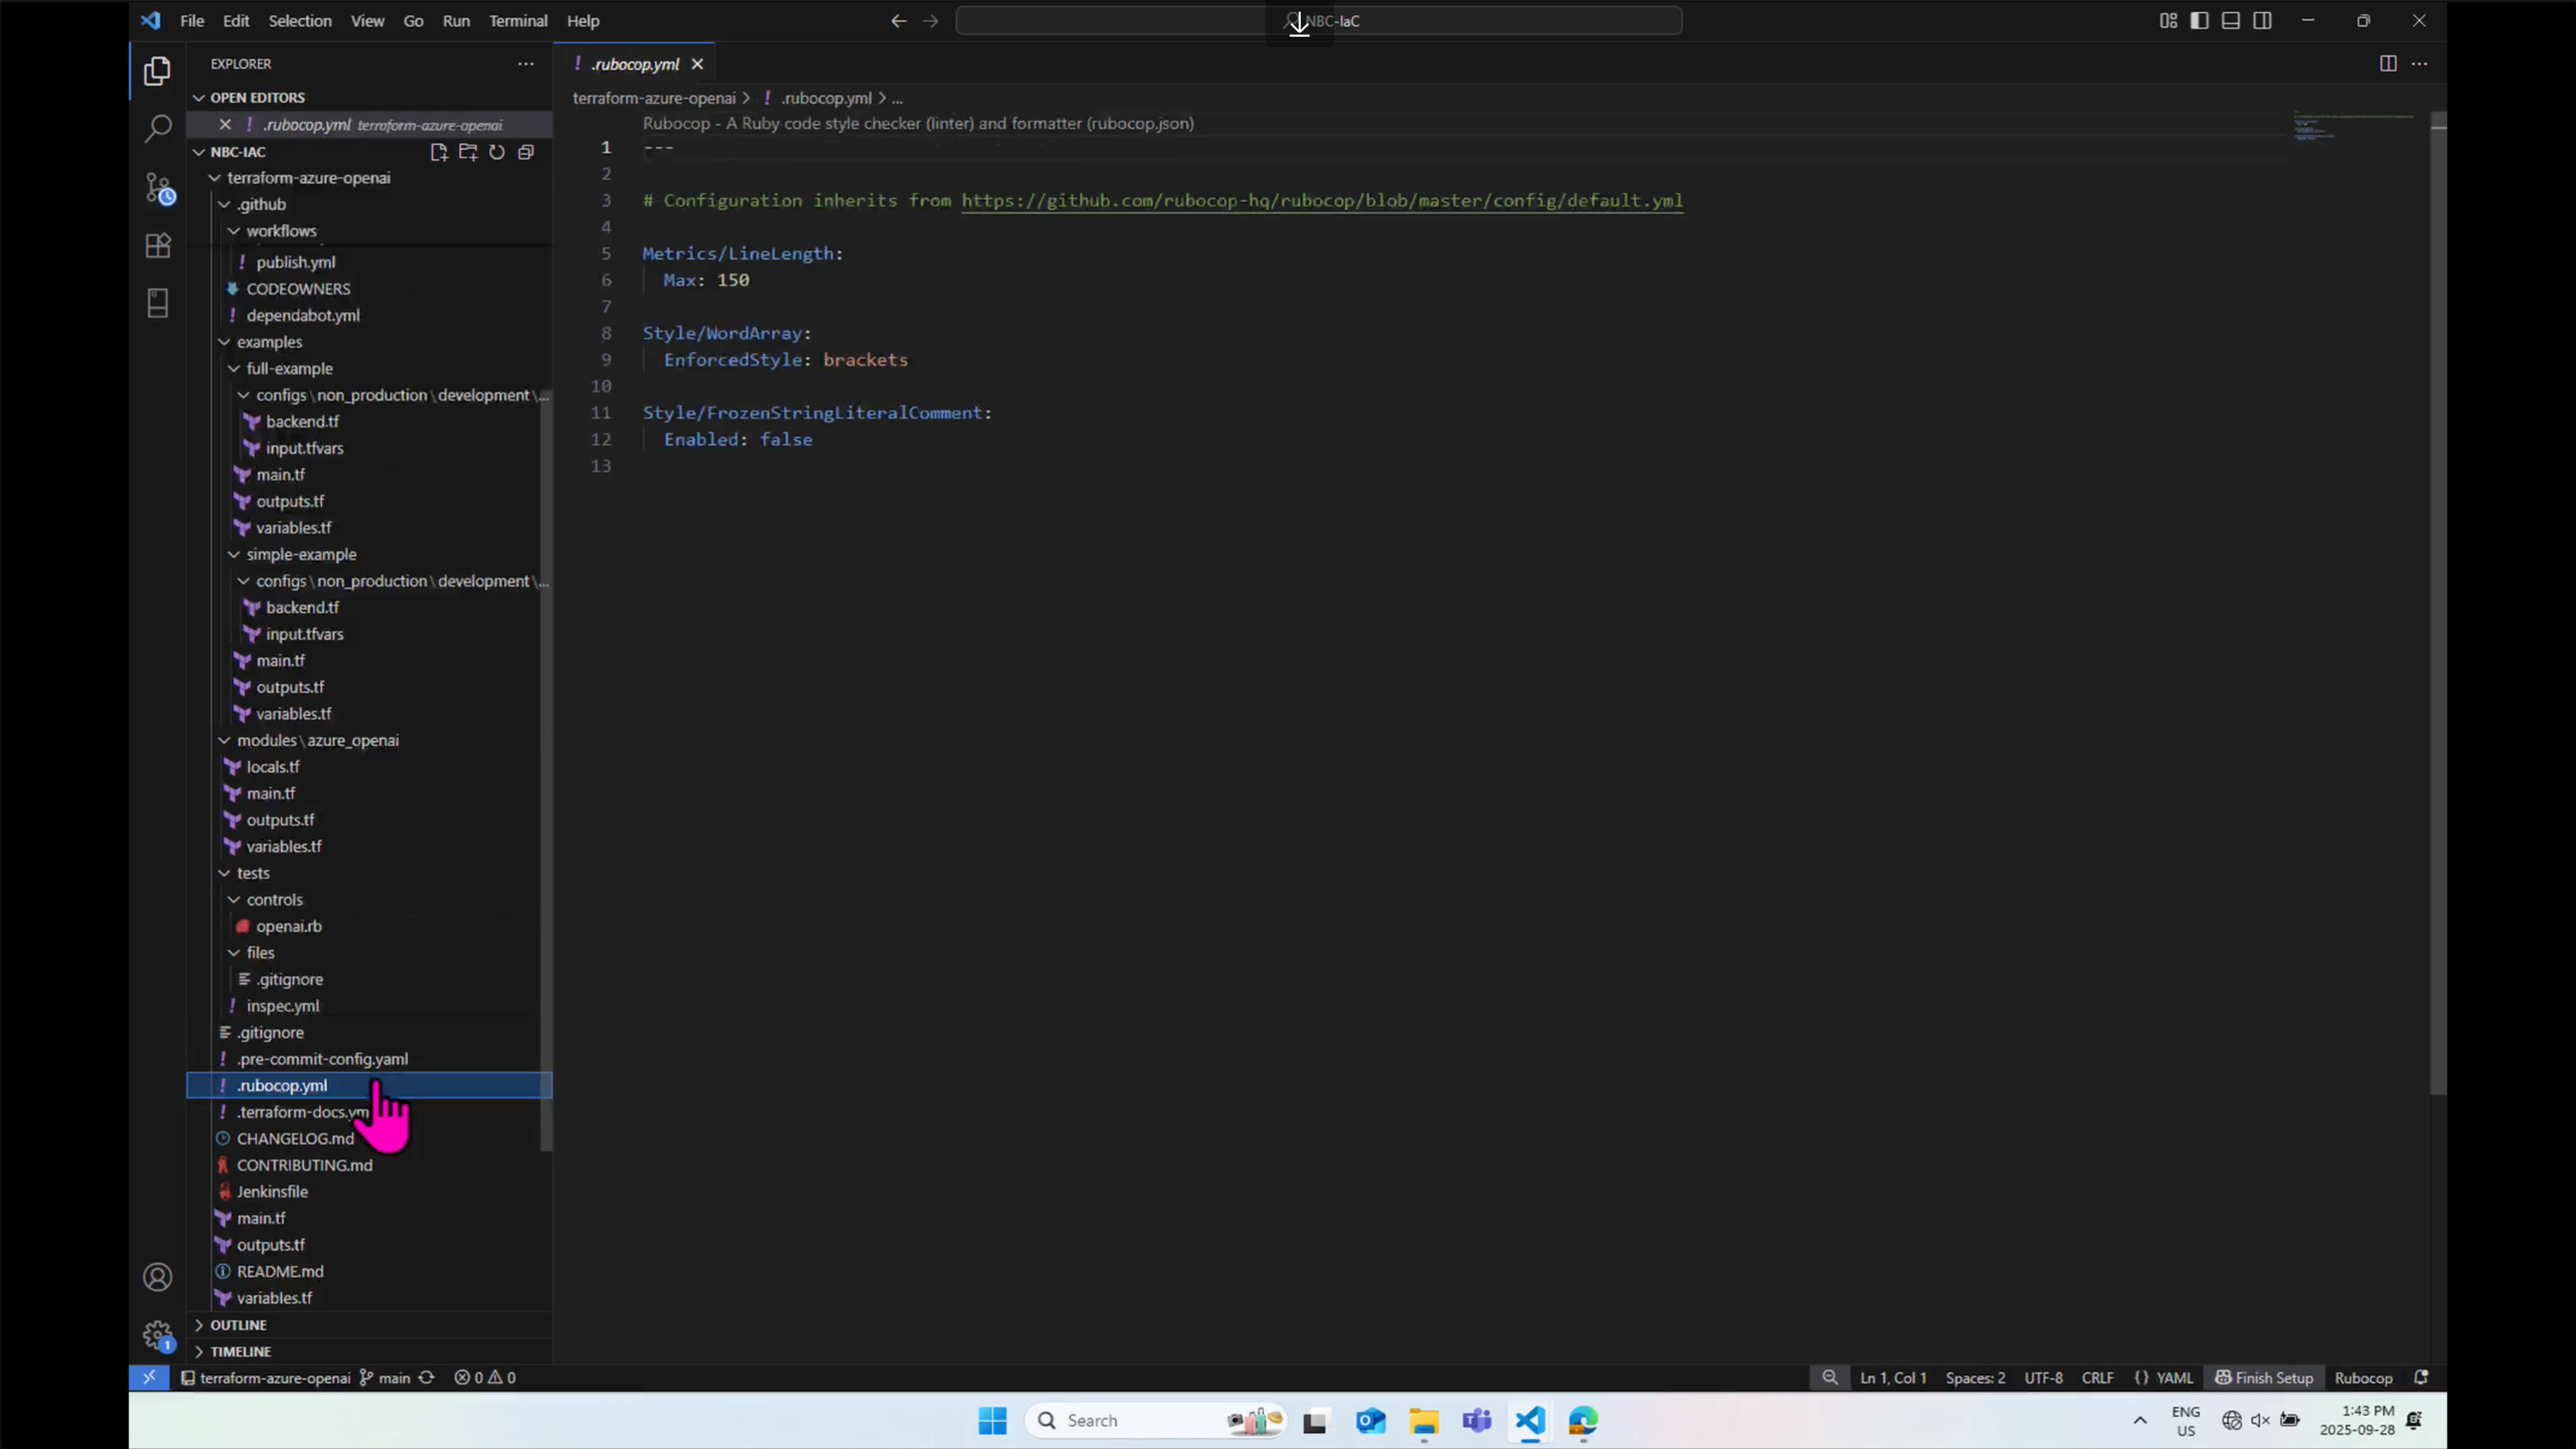 File Edit Selection View Go Run Terminal Help
NBC-IaC
EXPLORER
OPEN EDITORS
.rubocop.yml terraform-azure-openai
NBC-IAC
terraform-azure-openai
.github
workflows
publish.yml
CODEOWNERS
dependabot.yml
examples
full-example
configs\non_production\development\...
backend.tf
input.tfvars
main.tf
outputs.tf
variables.tf
simple-example
configs\non_production\development\...
backend.tf
input.tfvars
main.tf
outputs.tf
variables.tf
modules\azure_openai
locals.tf
main.tf
outputs.tf
variables.tf
tests
controls
openai.rb
files
.gitignore
inspec.yml
.gitignore
.pre-commit-config.yaml
.rubocop.yml
.terraform-docs.ym
CHANGELOG.md
CONTRIBUTING.md
Jenkinsfile
main.tf
outputs.tf
README.md
variables.tf
OUTLINE
TIMELINE
.rubocop.yml
terraform-azure-openai > ! .rubocop.yml > ...
Rubocop - A Ruby code style checker (linter) and formatter (rubocop.json)
1 ---
2
3 # Configuration inherits from https://github.com/rubocop-hq/rubocop/blob/master/config/default.yml
4
5 Metrics/LineLength:
6 Max: 150
7
8 Style/WordArray:
9 EnforcedStyle: brackets
10
11 Style/FrozenStringLiteralComment:
12 Enabled: false
13
terraform-azure-openai main 0 0
Ln 1, Col 1 Spaces: 2 UTF-8 CRLF {} YAML Finish Setup Rubocop
1
Search
ENG
US
1:43 PM
2025-09-28